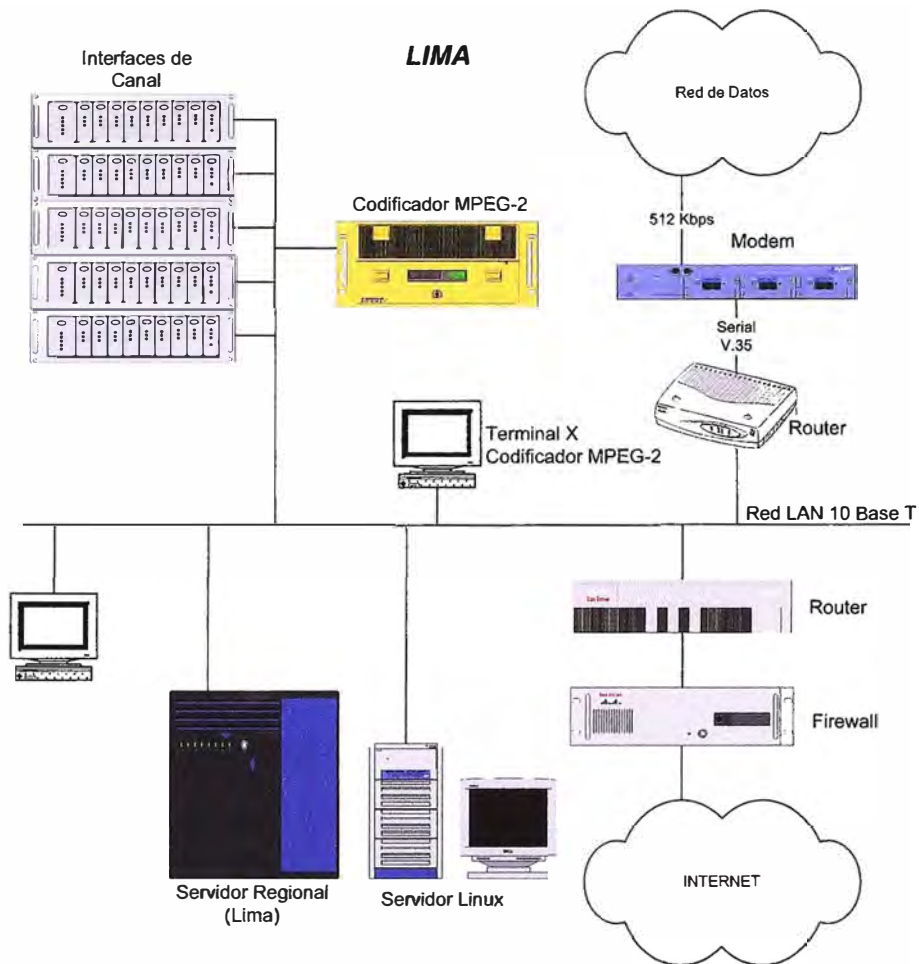 LIMA
Interfaces de
Canal
Red de Datos
Codificador MPEG-2
512 Kbps
Modem
Serial
V.35
Router
Terminal X
Codificador MPEG-2
Red LAN 10 Base T
Router
Firewall
Servidor Regional
(Lima)
Servidor Linux
INTERNET